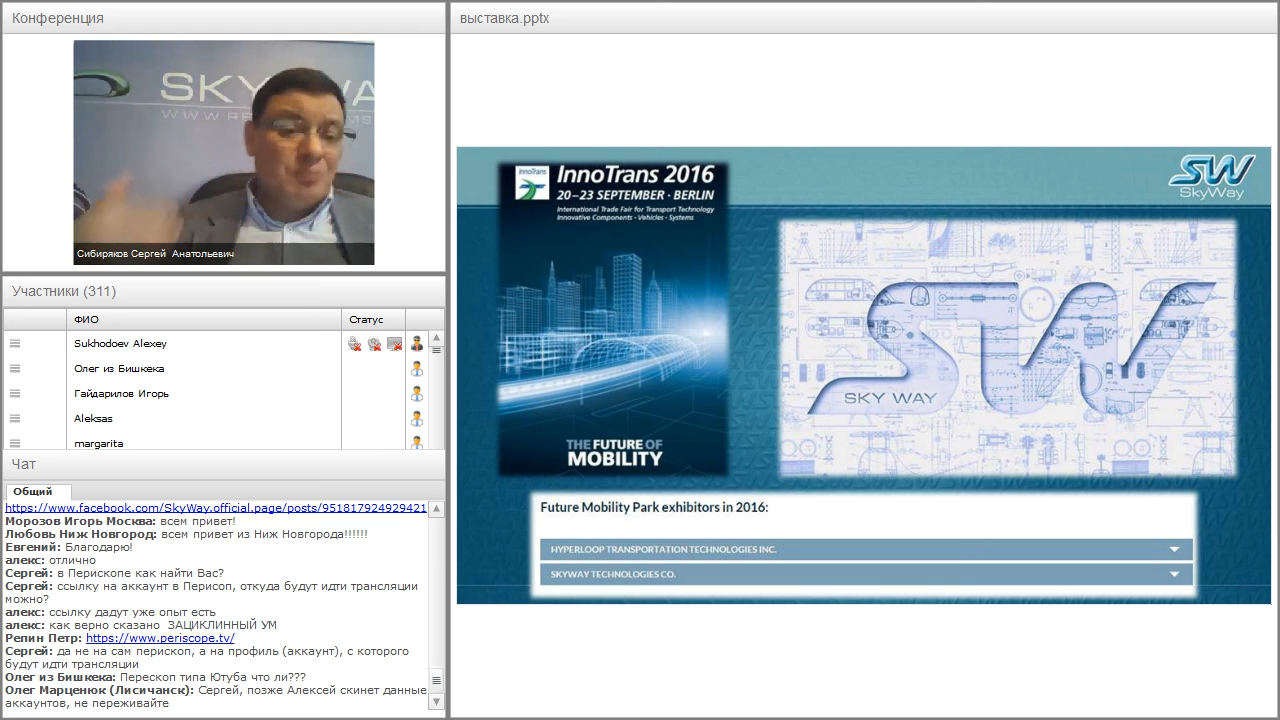 Конференция
SKYWAY
Сибиряков Сергей Анатольевич
Участники (311)
ФИО
Статус
Sukhodoev Alexey
Олег из Бишкека
Гайдарилов Игорь
Aleksas
margarita
Чат
Общий
https://www.facebook.com/SkyWay.official.page/posts/951817924929421
Морозов Игорь Москва: всем привет!
Любовь Ниж Новгород: всем привет из Ниж Новгорода!!!!!!
Евгений: Благодарю!
алекс: отлично
Сергей: в Перископе как найти Вас?
Сергей: ссылку на аккаунт в Перисоп, откуда будут идти трансляции
можно?
алекс: ссылку дадут уже опыт есть
алекс: как верно сказано ЗАЦИКЛИННЫЙ УМ
Репин Петр: https://www.periscope.tv/
Сергей: да не на сам перископ, а на профиль (аккаунт), с которого
будут идти трансляции
Олег из Бишкека: Перескоп типа Ютуба что ли???
Олег Марценюк (Лисичанск): Сергей, позже Алексей скинет данные
аккаунтов, не переживайте
выставка.pptx
InnoTrans
InnoTrans 2016
20–23 SEPTEMBER · BERLIN
International Trade Fair for Transport Technology
Innovative Components · Vehicles · Systems
THE FUTURE OF
MOBILITY
SW
SkyWay
SW
SKY WAY
Future Mobility Park exhibitors in 2016:
HYPERLOOP TRANSPORTATION TECHNOLOGIES INC.
SKYWAY TECHNOLOGIES CO.